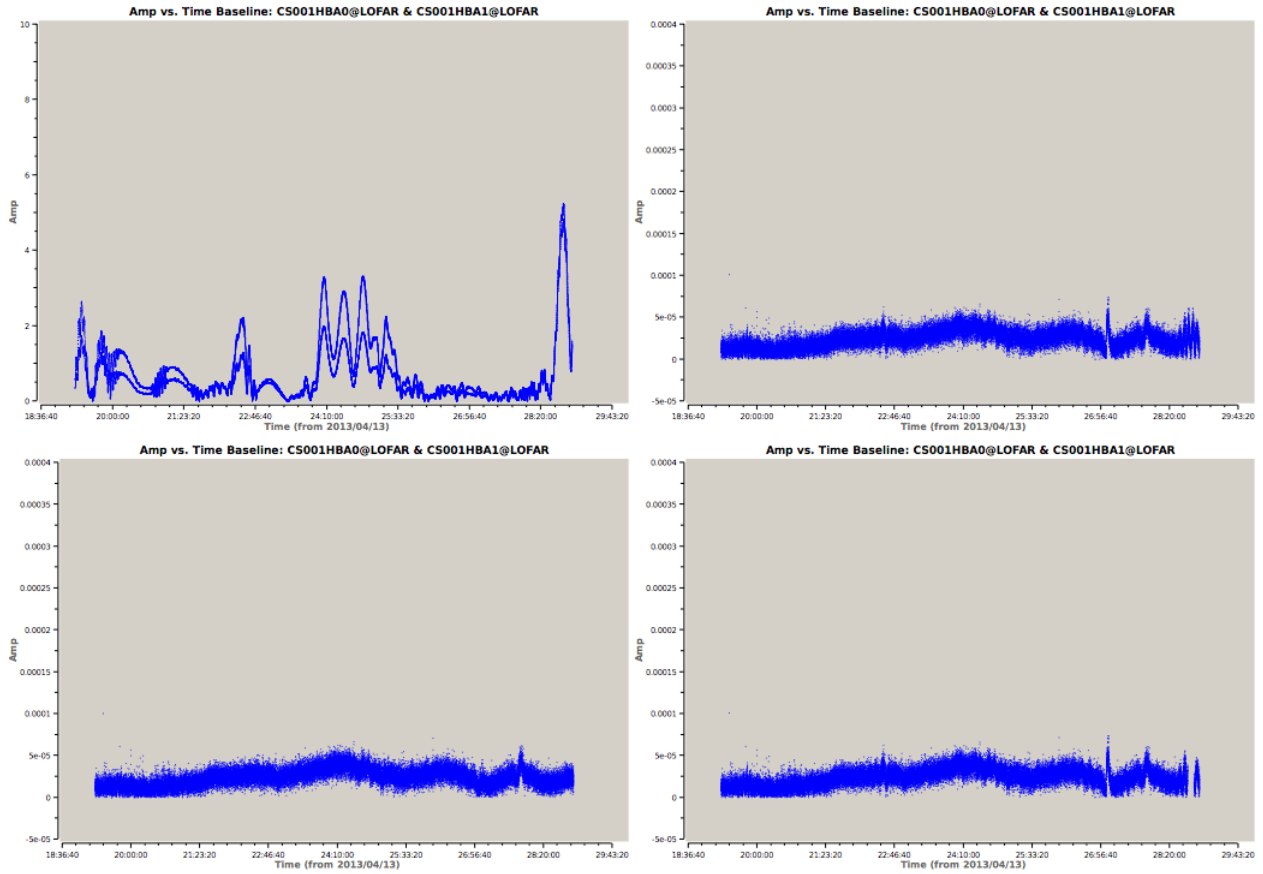 Amp vs. Time Baseline: CS001HBA0@LOFAR & CS001HBA1@LOFAR
10
8
6
4
2
0
Amp
18:36:40 20:00:00 21:23:20 22:46:40 24:10:00 25:33:20 26:56:40 28:20:00 29:43:20
Time (from 2013/04/13)
Amp vs. Time Baseline: CS001HBA0@LOFAR & CS001HBA1@LOFAR
0.0004
0.00035
0.0003
0.00025
0.0002
0.00015
0.0001
5e-05
0
-5e-05
Amp
18:36:40 20:00:00 21:23:20 22:46:40 24:10:00 25:33:20 26:56:40 28:20:00 29:43:20
Time (from 2013/04/13)
Amp vs. Time Baseline: CS001HBA0@LOFAR & CS001HBA1@LOFAR
0.0004
0.00035
0.0003
0.00025
0.0002
0.00015
0.0001
5e-05
0
-5e-05
Amp
18:36:40 20:00:00 21:23:20 22:46:40 24:10:00 25:33:20 26:56:40 28:20:00 29:43:20
Time (from 2013/04/13)
Amp vs. Time Baseline: CS001HBA0@LOFAR & CS001HBA1@LOFAR
0.0004
0.00035
0.0003
0.00025
0.0002
0.00015
0.0001
5e-05
0
-5e-05
Amp
18:36:40 20:00:00 21:23:20 22:46:40 24:10:00 25:33:20 26:56:40 28:20:00 29:43:20
Time (from 2013/04/13)